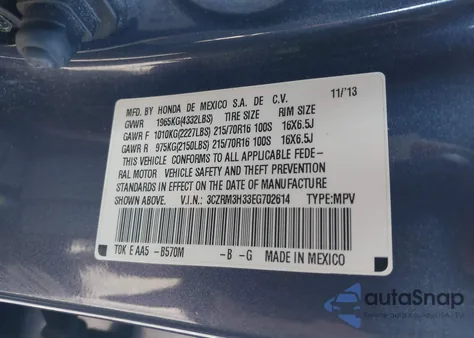 MFD. BY HONDA DE MEXICO S.A. DE C.V. 11/'13
GVWR 1965KG(4332LBS) TIRE SIZE RIM SIZE
GAWR F 1010KG(2227LBS) 215/70R16 100S 16X6.5J
GAWR R 975KG(2150LBS) 215/70R16 100S 16X6.5J
THIS VEHICLE CONFORMS TO ALL APPLICABLE FEDE-
RAL MOTOR VEHICLE SAFETY AND THEFT PREVENTION
STANDARDS IN EFFECT ON THE DATE OF MANUFACTURE
SHOWN ABOVE. V.I.N.: 3CZRM3H33EG702614 TYPE:MPV
TDK E AA5 -B570M -B -G MADE IN MEXICO
autoSnap